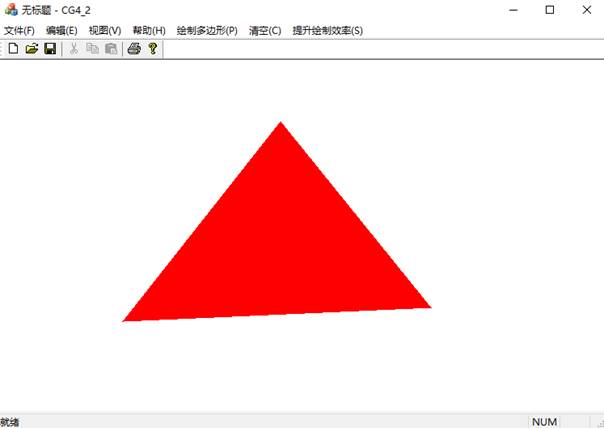 无标题 - CG4_2
文件(F) 编辑(E) 视图(V) 帮助(H) 绘制多边形(P) 清空(C) 提升绘制效率(S)
就绪 NUM